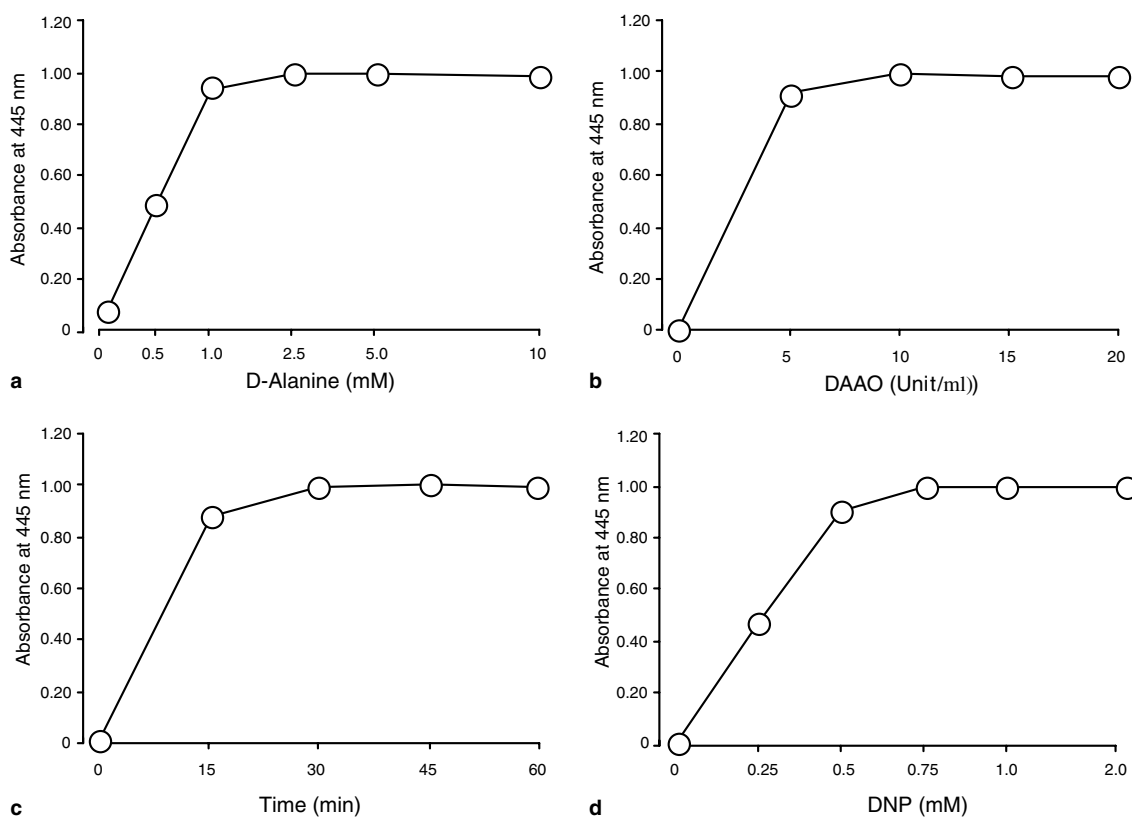 1.20
1.00
0.80
0.60
0.40
0.20
0
Absorbance at 445 nm
0 0.5 1.0 2.5 5.0 10
D-Alanine (mM)
a
1.20
1.00
0.80
0.60
0.40
0.20
0
Absorbance at 445 nm
0 5 10 15 20
DAAO (Unit/ml))
b
1.20
1.00
0.80
0.60
0.40
0.20
0
Absorbance at 445 nm
0 15 30 45 60
Time (min)
c
1.20
1.00
0.80
0.60
0.40
0.20
0
Absorbance at 445 nm
0 0.25 0.5 0.75 1.0 2.0
DNP (mM)
d